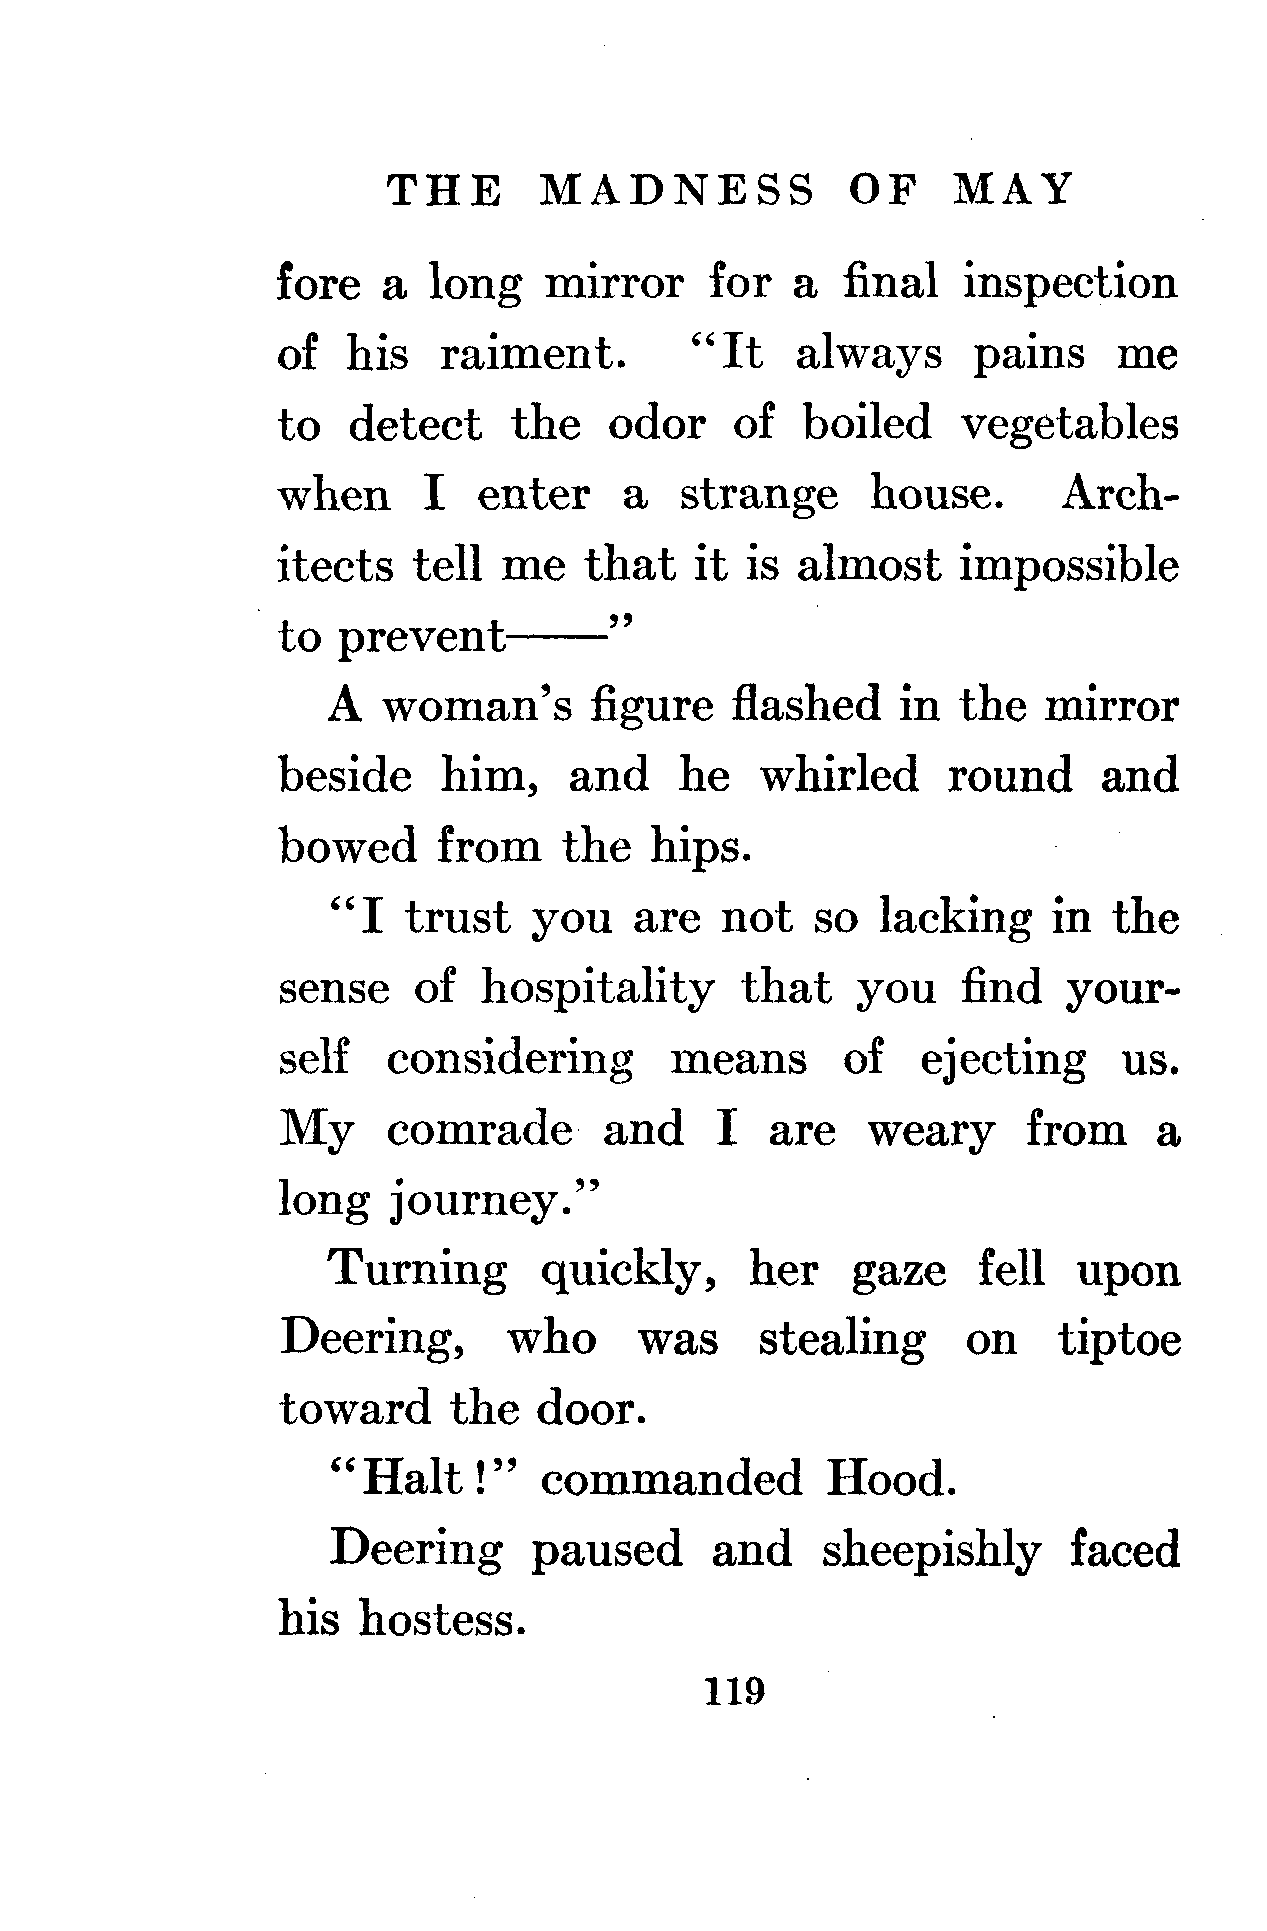 THE MADNESS OF MAY
fore a long mirror for a final inspection
of his raiment. "It always pains me
to detect the odor of boiled vegetables
when I enter a strange house. Arch-
itects tell me that it is almost impossible
to prevent——"
A woman's figure flashed in the mirror
beside him, and he whirled round and
bowed from the hips.
"I trust you are not so lacking in the
sense of hospitality that you find your-
self considering means of ejecting us.
My comrade and I are weary from a
long journey."
Turning quickly, her gaze fell upon
Deering, who was stealing on tiptoe
toward the door.
"Halt!" commanded Hood.
Deering paused and sheepishly faced
his hostess.
119